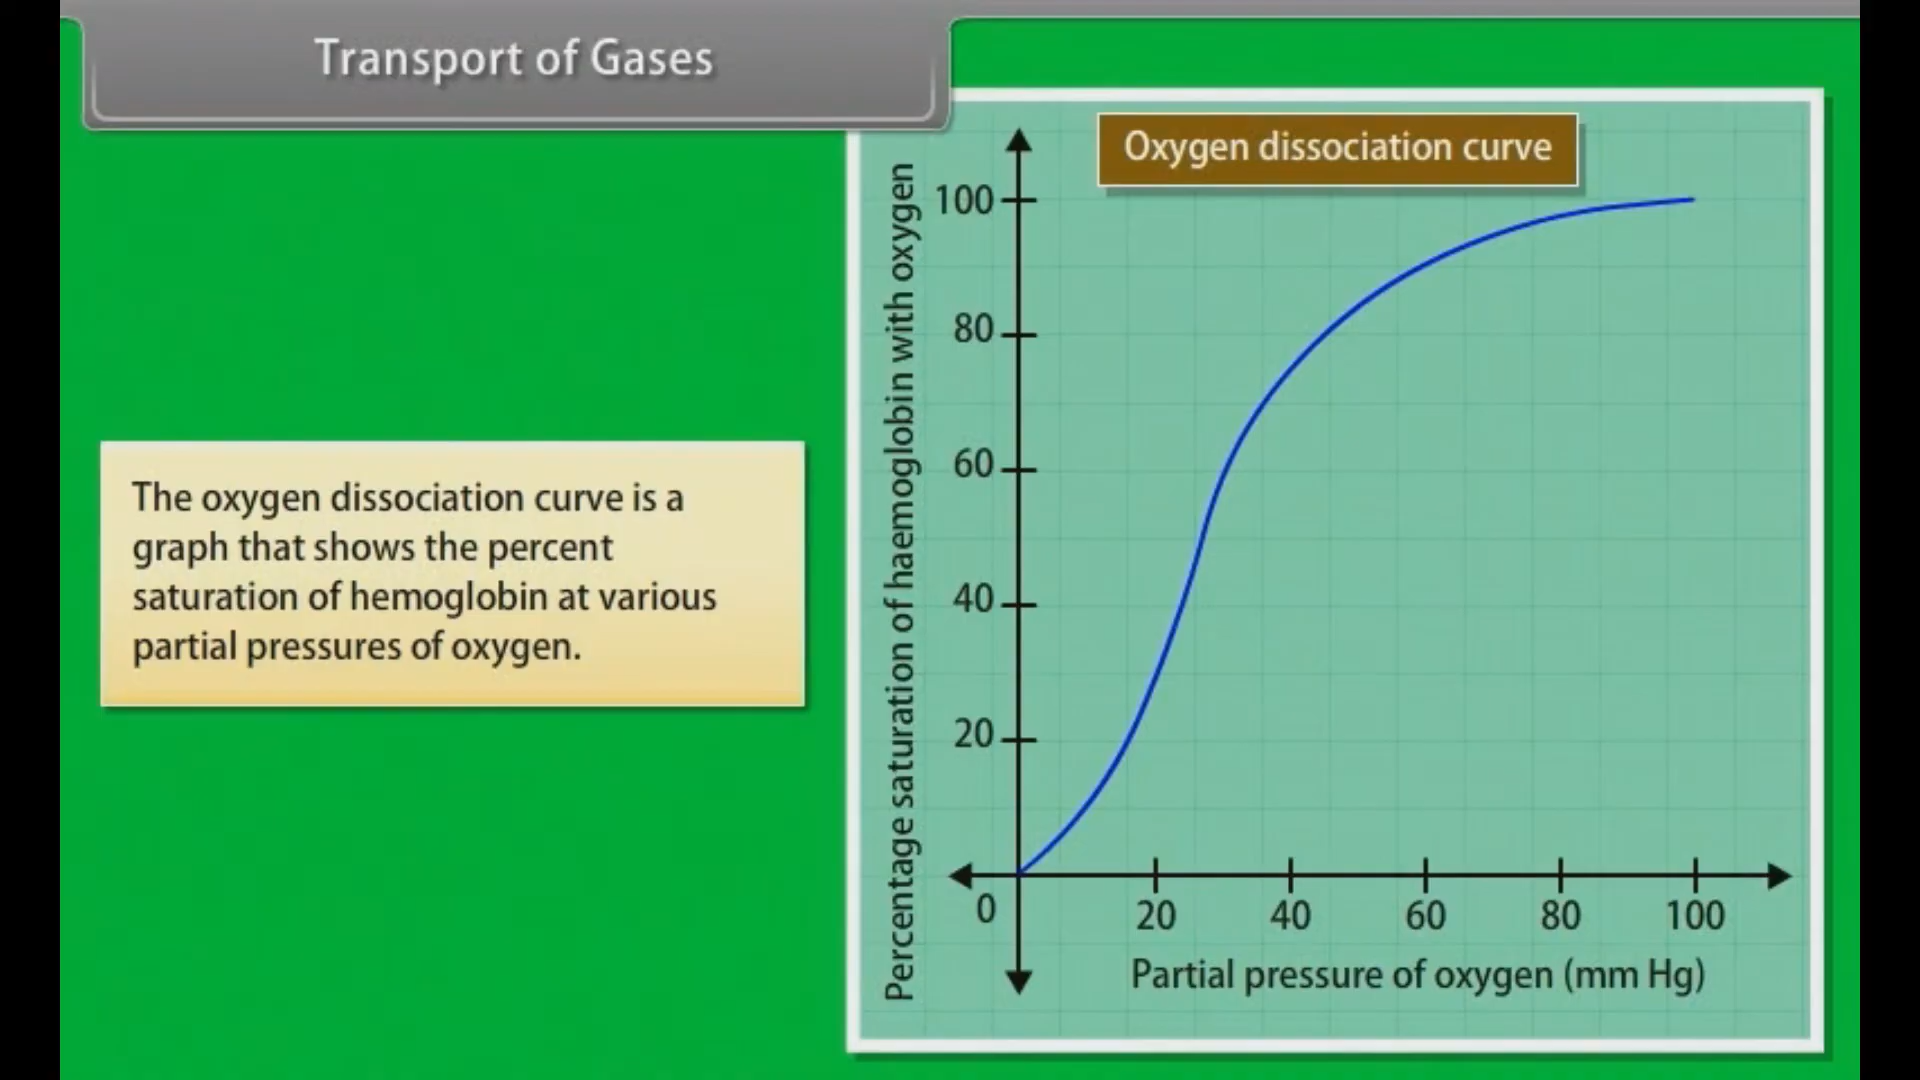 Transport of Gases
The oxygen dissociation curve is a
graph that shows the percent
saturation of hemoglobin at various
partial pressures of oxygen.
Oxygen dissociation curve
Percentage saturation of haemoglobin with oxygen
100
80
60
40
20
0
20
40
60
80
100
Partial pressure of oxygen (mm Hg)